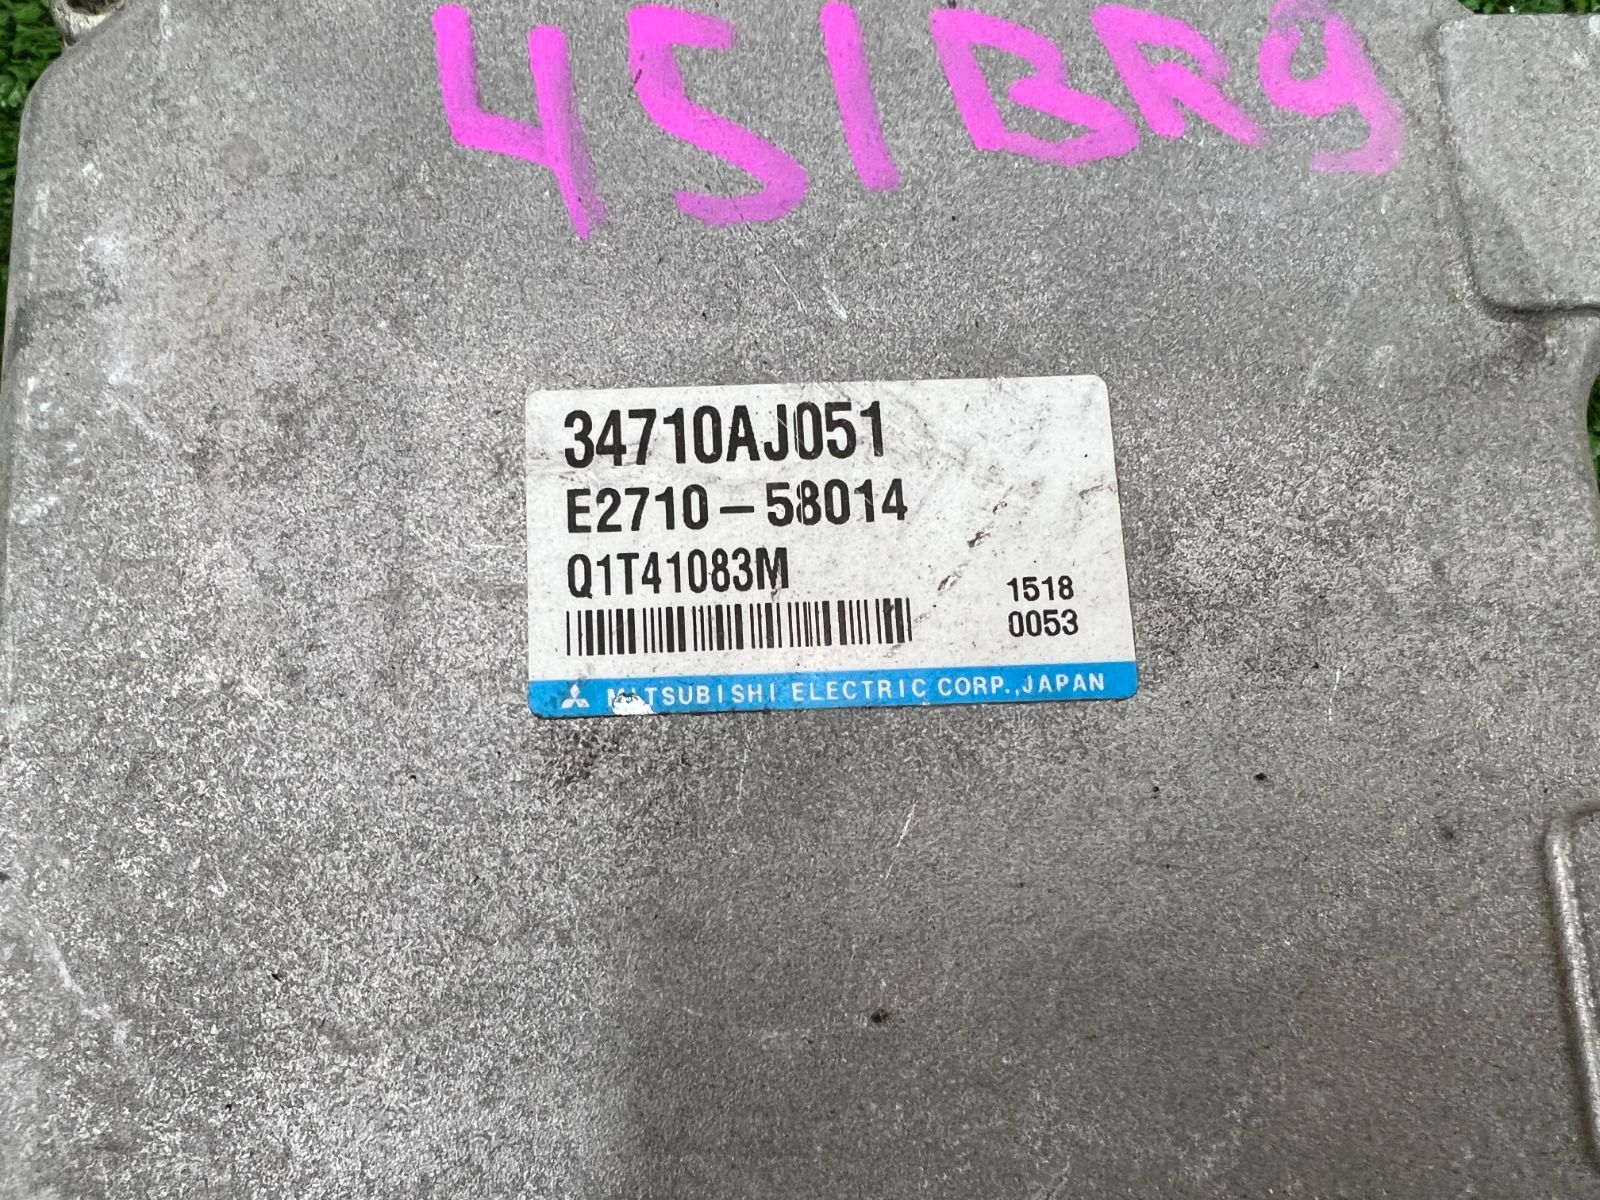 451BR9
34710AJ051
E2710-58014
Q1T41083M
1518
0053
MITSUBISHI ELECTRIC CORP.,JAPAN